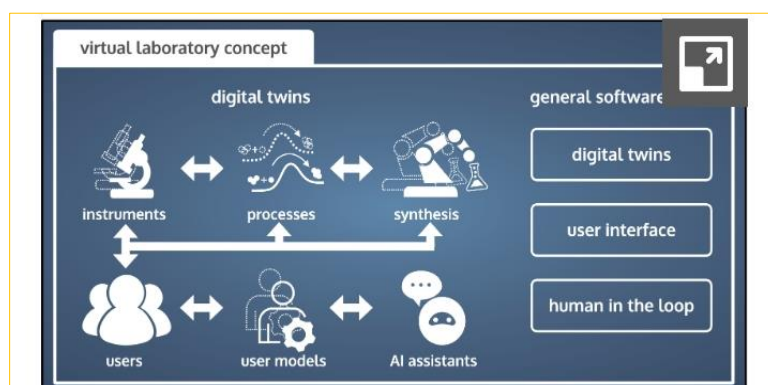 virtual laboratory concept
digital twins
instruments
processes
synthesis
users
user models
AI assistants
general software
digital twins
user interface
human in the loop